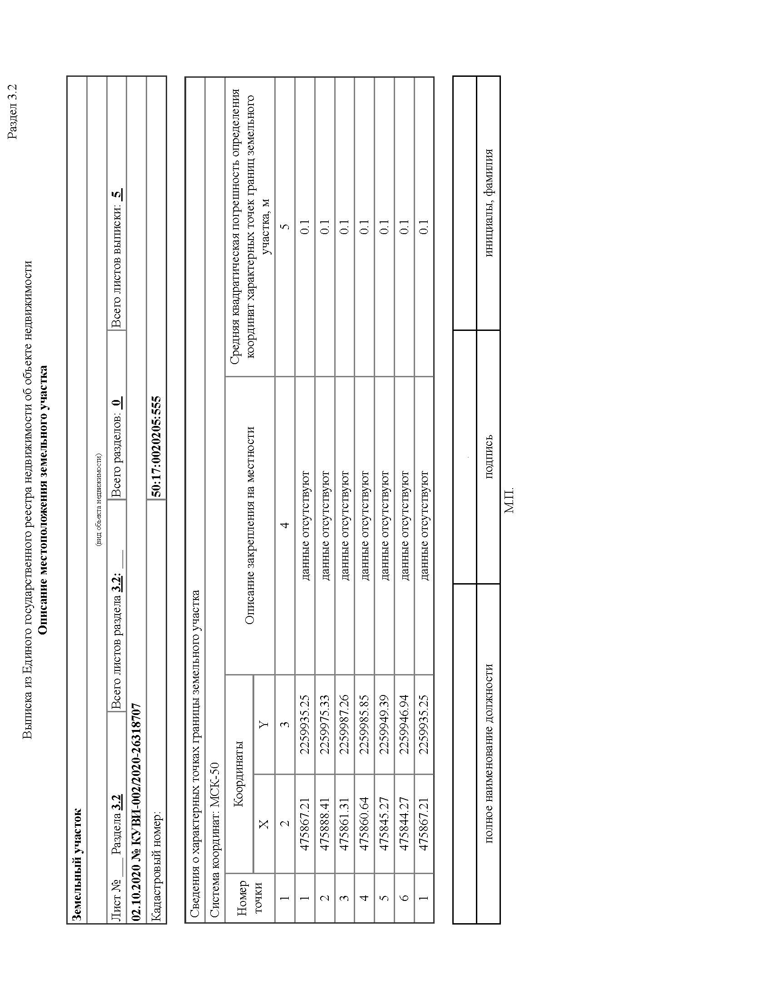 Раздел 3.2
Выписка из Единого государственного реестра недвижимости об объекте недвижимости
Описание местоположения земельного участка
Земельный участок
(вид объекта недвижимости)
Лист № ___ Раздела 3.2 Всего листов раздела 3.2: ___ Всего разделов: 0 Всего листов выписки: 5
02.10.2020 № КУВИ-002/2020-26318707
Кадастровый номер: 50:17:0020205:555
Сведения о характерных точках границы земельного участка
Система координат: МСК-50
Номер точки
Координаты
X Y
Описание закрепления на местности
Средняя квадратическая погрешность определения
координат характерных точек границ земельного
участка, м
1 2 3 4 5
1 475867.21 2259935.25 данные отсутствуют 0.1
2 475888.41 2259975.33 данные отсутствуют 0.1
3 475861.31 2259987.26 данные отсутствуют 0.1
4 475860.64 2259985.85 данные отсутствуют 0.1
5 475845.27 2259949.39 данные отсутствуют 0.1
6 475844.27 2259946.94 данные отсутствуют 0.1
1 475867.21 2259935.25 данные отсутствуют 0.1
полное наименование должности подпись инициалы, фамилия
М.П.